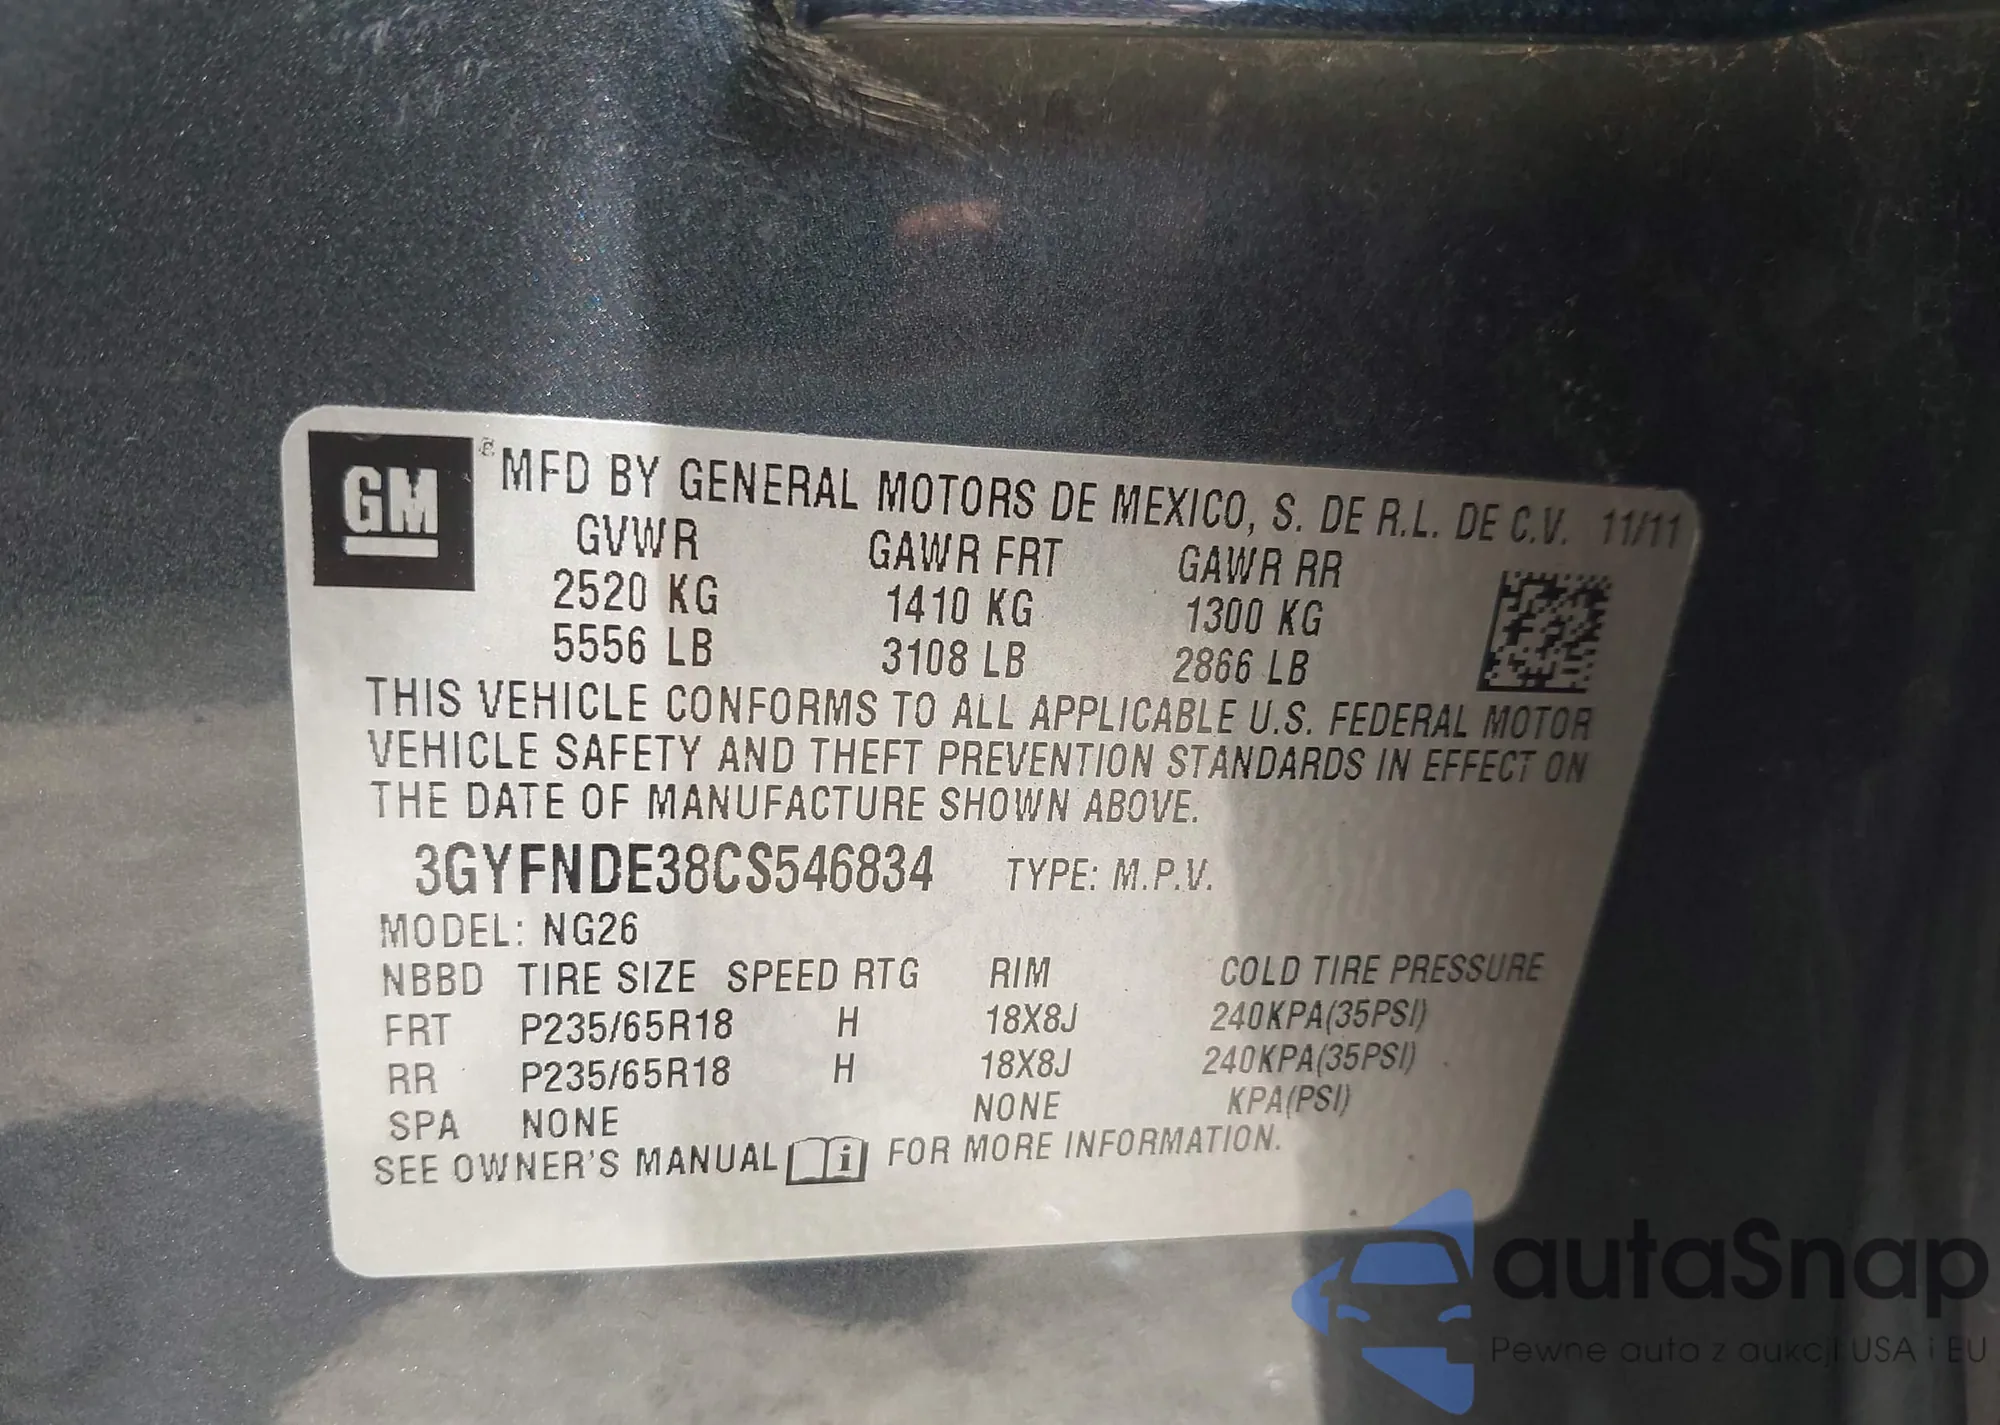 GM
MFD BY GENERAL MOTORS DE MEXICO, S. DE R.L. DE C.V. 11/11
GVWR GAWR FRT GAWR RR
2520 KG 1410 KG 1300 KG
5556 LB 3108 LB 2866 LB
THIS VEHICLE CONFORMS TO ALL APPLICABLE U.S. FEDERAL MOTOR
VEHICLE SAFETY AND THEFT PREVENTION STANDARDS IN EFFECT ON
THE DATE OF MANUFACTURE SHOWN ABOVE.
3GYFNDE38CS546834 TYPE: M.P.V.
MODEL: NG26
NBBD TIRE SIZE SPEED RTG RIM COLD TIRE PRESSURE
FRT P235/65R18 H 18X8J 240KPA(35PSI)
RR P235/65R18 H 18X8J 240KPA(35PSI)
SPA NONE NONE KPA(PSI)
SEE OWNER'S MANUAL i FOR MORE INFORMATION.
autaSnap
Pewne auta z aukcji USA i EU